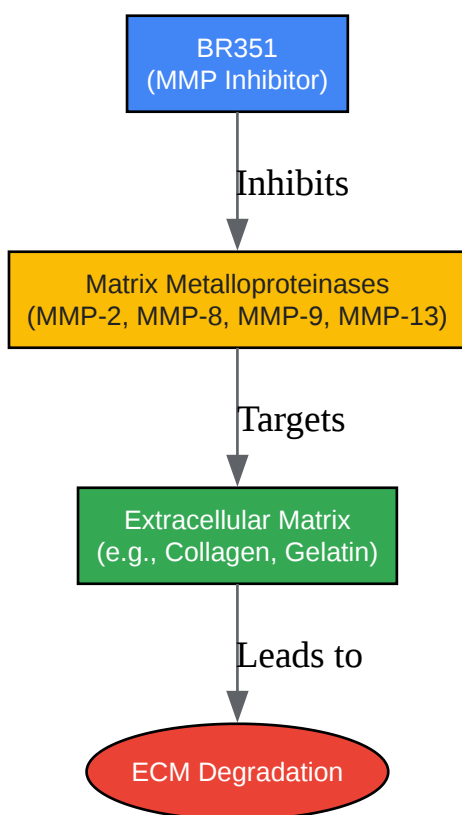 BR351
(MMP Inhibitor)
Inhibits
Matrix Metalloproteinases
(MMP-2, MMP-8, MMP-9, MMP-13)
Targets
Extracellular Matrix
(e.g., Collagen, Gelatin)
Leads to
ECM Degradation